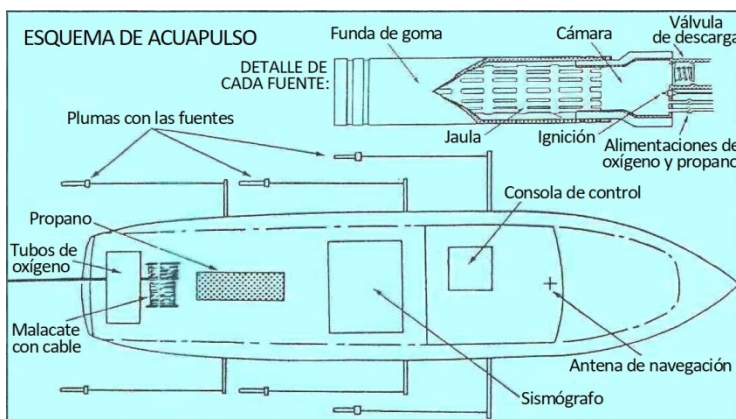 ESQUEMA DE ACUAPULSO
DETALLE DE
CADA FUENTE:
Funda de goma
Cámara
Válvula
de descarga
Jaula
Ignición
Alimentaciones de
oxígeno y propano
Plumas con las fuentes
Propano
Consola de control
Tubos de
oxígeno
Malacate
con cable
Antena de navegación
Sismógrafo